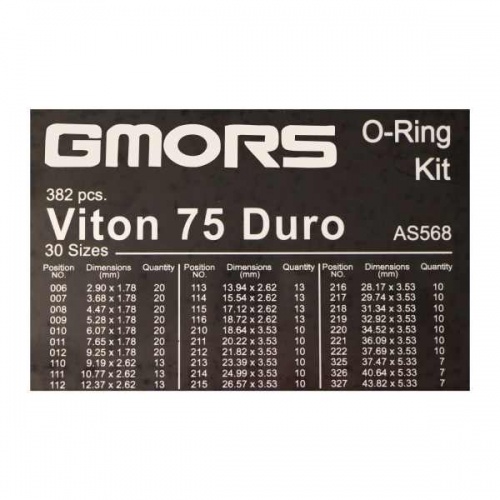 GMORS
O-Ring
Kit
382 pcs.
Viton 75 Duro
AS568
30 Sizes
Position NO. Dimensions (mm) Quantity Position NO. Dimensions (mm) Quantity Position NO. Dimensions (mm) Quantity
006 2.90 x 1.78 20 113 13.94 x 2.62 13 216 28.17 x 3.53 10
007 3.68 x 1.78 20 114 15.54 x 2.62 13 217 29.74 x 3.53 10
008 4.47 x 1.78 20 115 17.12 x 2.62 13 218 31.34 x 3.53 10
009 5.28 x 1.78 20 116 18.72 x 2.62 13 219 32.92 x 3.53 10
010 6.07 x 1.78 20 210 18.64 x 3.53 10 220 34.52 x 3.53 10
011 7.65 x 1.78 20 211 20.22 x 3.53 10 221 36.09 x 3.53 10
012 9.25 x 1.78 20 212 21.82 x 3.53 10 222 37.69 x 3.53 10
110 9.19 x 2.62 13 213 23.39 x 3.53 10 325 37.47 x 5.33 7
111 10.77 x 2.62 13 214 24.99 x 3.53 10 326 40.64 x 5.33 7
112 12.37 x 2.62 13 215 26.57 x 3.53 10 327 43.82 x 5.33 7